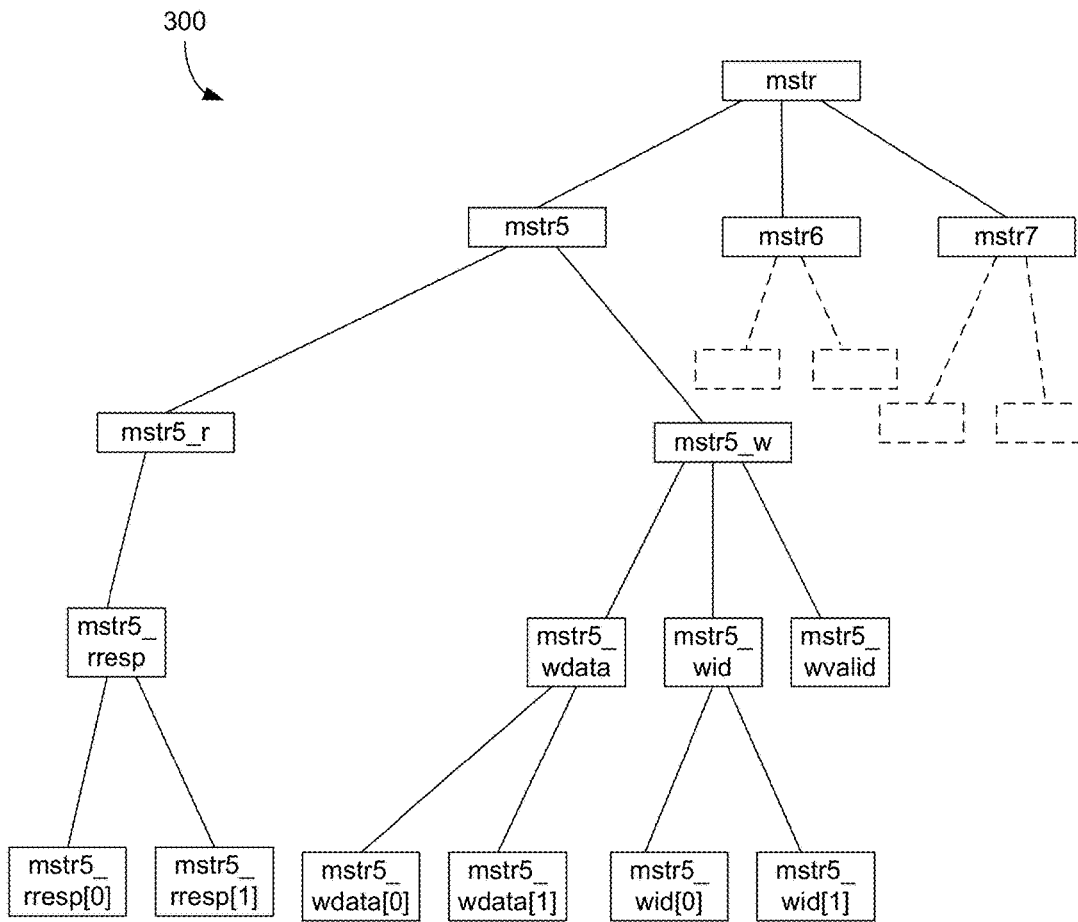 300
mstr
mstr5
mstr6
mstr7
mstr5_r
mstr5_w
mstr5_
rresp
mstr5_
wdata
mstr5_
wid
mstr5_
wvalid
mstr5_
rresp[0]
mstr5_
rresp[1]
mstr5_
wdata[0]
mstr5_
wdata[1]
mstr5_
wid[0]
mstr5_
wid[1]